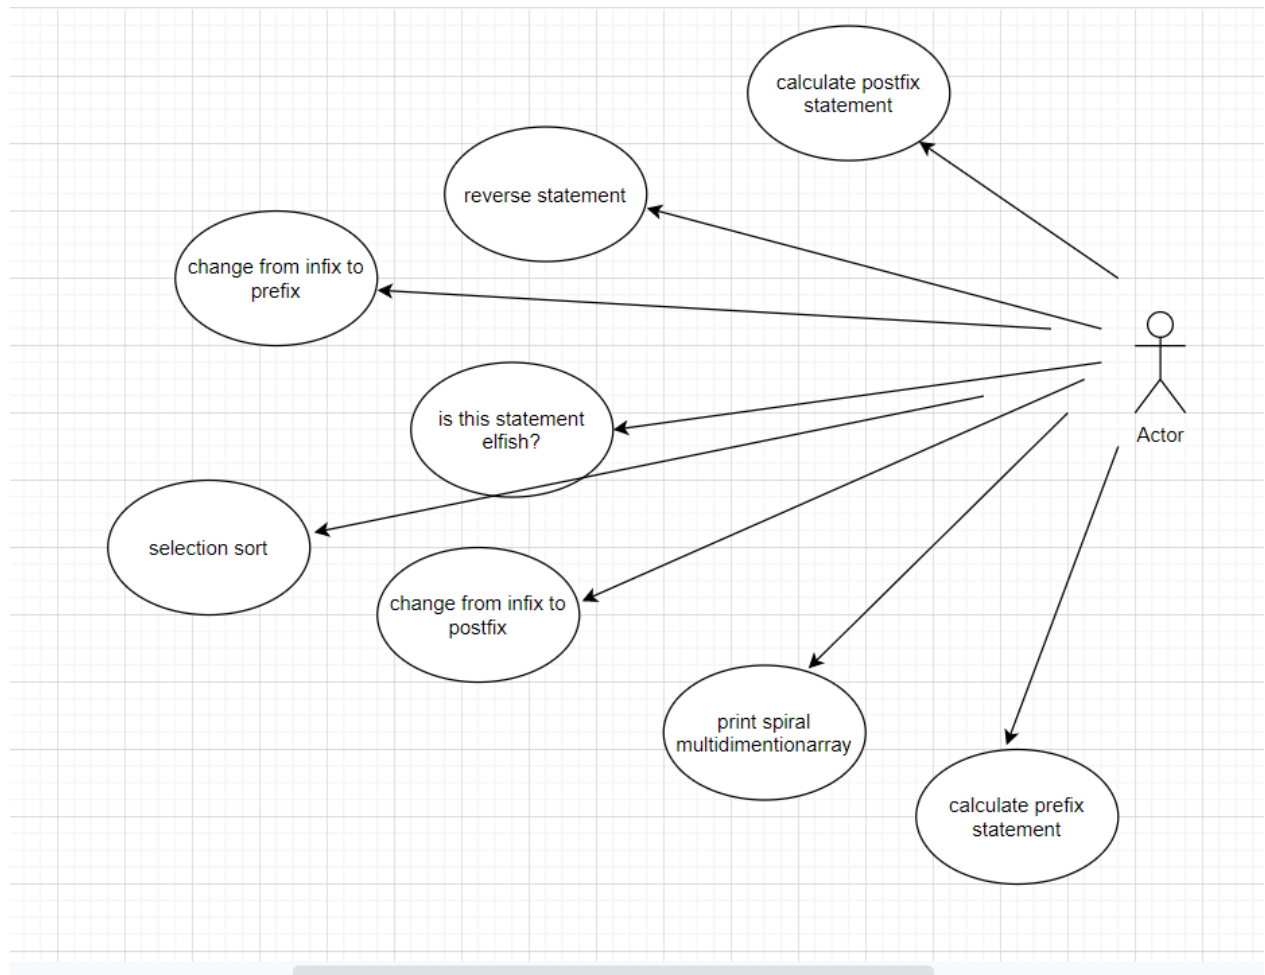 calculate postfix
statement
reverse statement
change from infix to
prefix
is this statement
elfish?
Actor
selection sort
change from infix to
postfix
print spiral
multidimentionarray
calculate prefix
statement